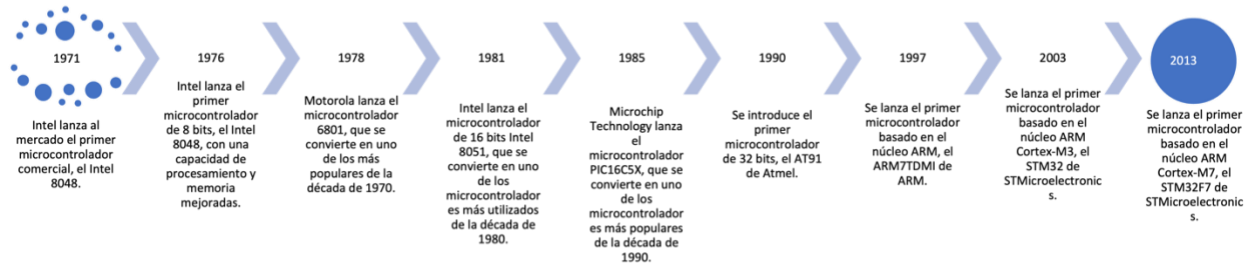 1971
Intel lanza al
mercado el primer
microcontrolador
comercial, el Intel
8048.
1976
Intel lanza el
primer
microcontrolador
de 8 bits, el Intel
8048, con una
capacidad de
procesamiento y
memoria
mejoradas.
1978
Motorola lanza el
microcontrolador
6801, que se
convierte en uno
de los más
populares de la
década de 1970.
1981
Intel lanza el
microcontrolador
de 16 bits Intel
8051, que se
convierte en uno
de los
microcontrolador
es más utilizados
de la década de
1980.
1985
Microchip
Technology lanza
el
microcontrolador
PIC16C5X, que se
convierte en uno
de los
microcontrolador
es más populares
de la década de
1990.
1990
Se introduce el
primer
microcontrolador
de 32 bits, el AT91
de Atmel.
1997
Se lanza el primer
microcontrolador
basado en el
núcleo ARM, el
ARM7TDMI de
ARM.
2003
Se lanza el primer
microcontrolador
basado en el
núcleo ARM
Cortex-M3, el
STM32 de
STMicroelectronic
s.
2013
Se lanza el primer
microcontrolador
basado en el
núcleo ARM
Cortex-M7, el
STM32F7 de
STMicroelectronic
s.